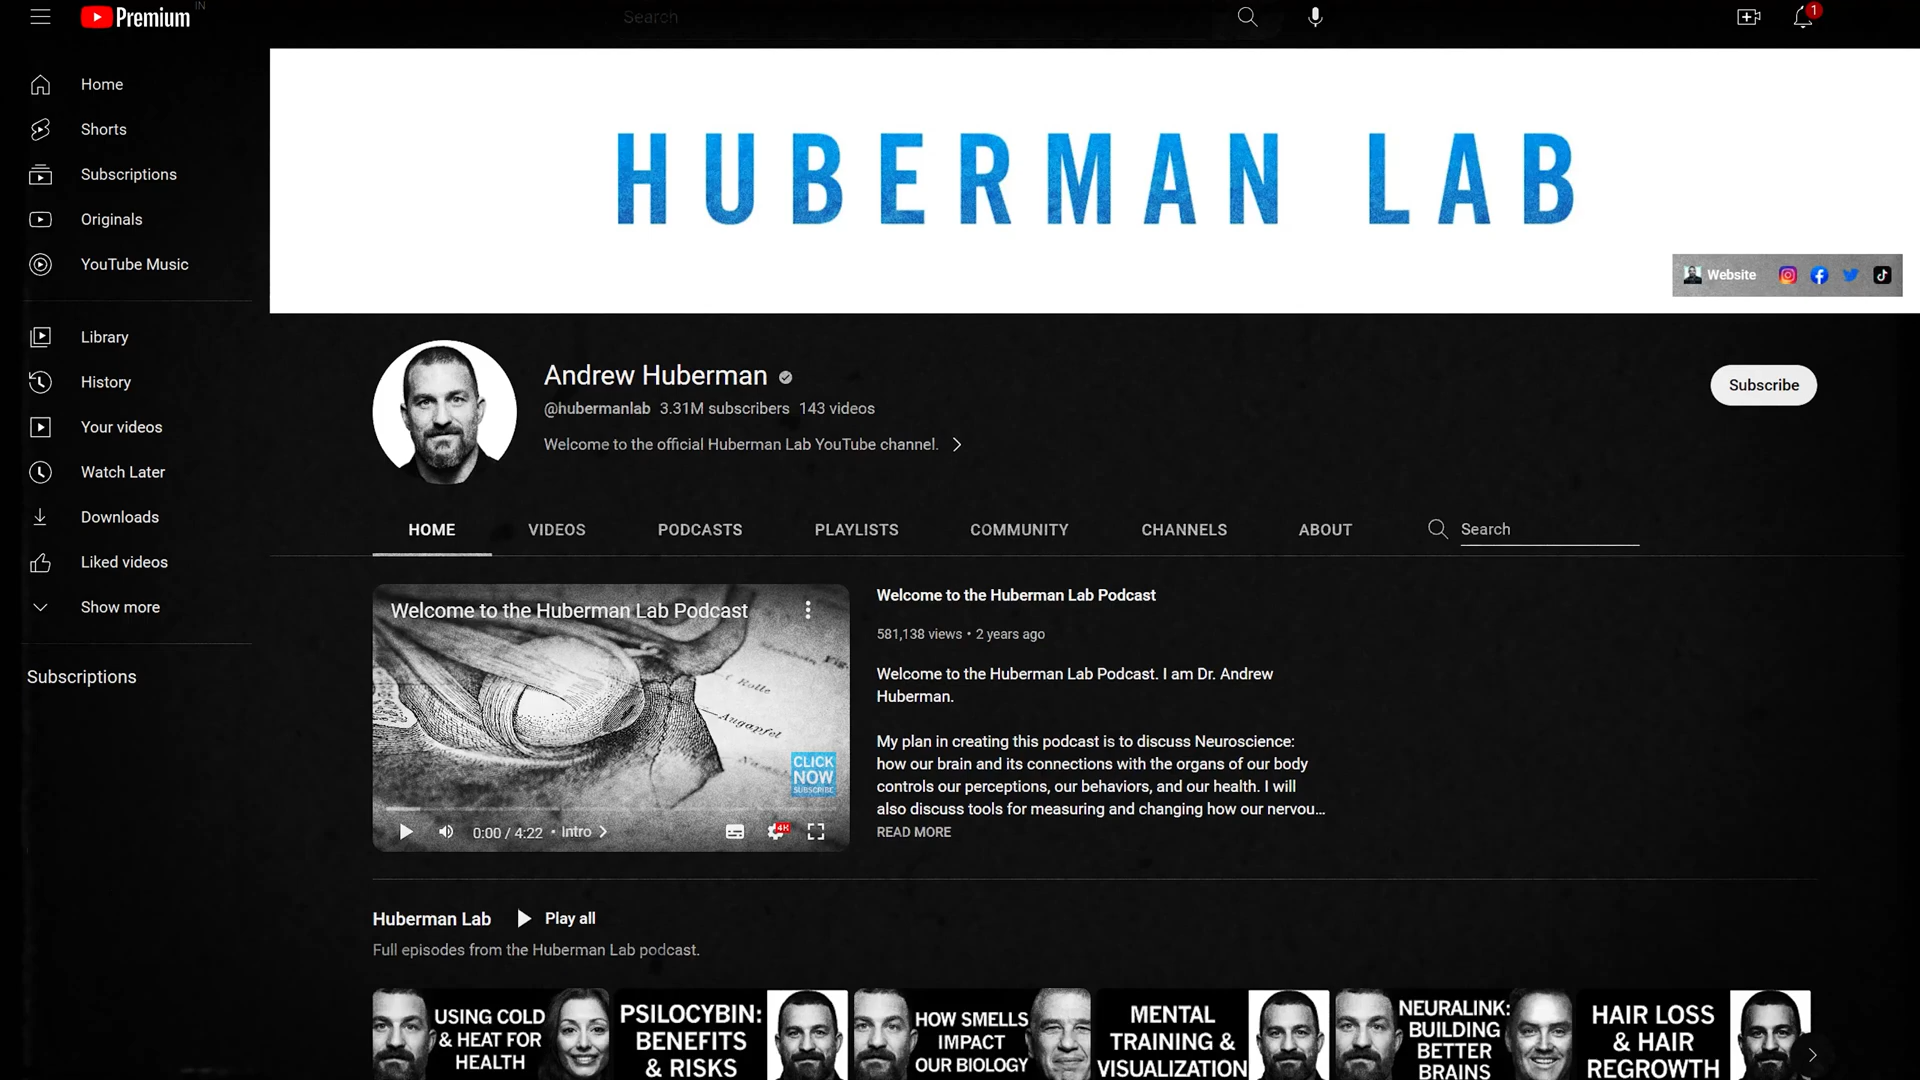 Premium
IN
Search
1
Home
Shorts
Subscriptions
Originals
YouTube Music
Library
History
Your videos
Watch Later
Downloads
Liked videos
Show more
Subscriptions
HUBERMAN LAB
Website
Andrew Huberman
@hubermanlab 3.31M subscribers 143 videos
Welcome to the official Huberman Lab YouTube channel.
Subscribe
HOME VIDEOS PODCASTS PLAYLISTS COMMUNITY CHANNELS ABOUT Search
Welcome to the Huberman Lab Podcast
Rolle
Augapfel
CLICK
NOW
SUBSCRIBE
0:00 / 4:22 • Intro
4K
Welcome to the Huberman Lab Podcast
581,138 views • 2 years ago
Welcome to the Huberman Lab Podcast. I am Dr. Andrew
Huberman.
My plan in creating this podcast is to discuss Neuroscience:
how our brain and its connections with the organs of our body
controls our perceptions, our behaviors, and our health. I will
also discuss tools for measuring and changing how our nervou...
READ MORE
Huberman Lab Play all
Full episodes from the Huberman Lab podcast.
USING COLD
& HEAT FOR
HEALTH
PSILOCYBIN:
BENEFITS
& RISKS
HOW SMELLS
IMPACT
OUR BIOLOGY
MENTAL
TRAINING &
VISUALIZATION
NEURALINK:
BUILDING
BETTER
BRAINS
HAIR LOSS
& HAIR
REGROWTH